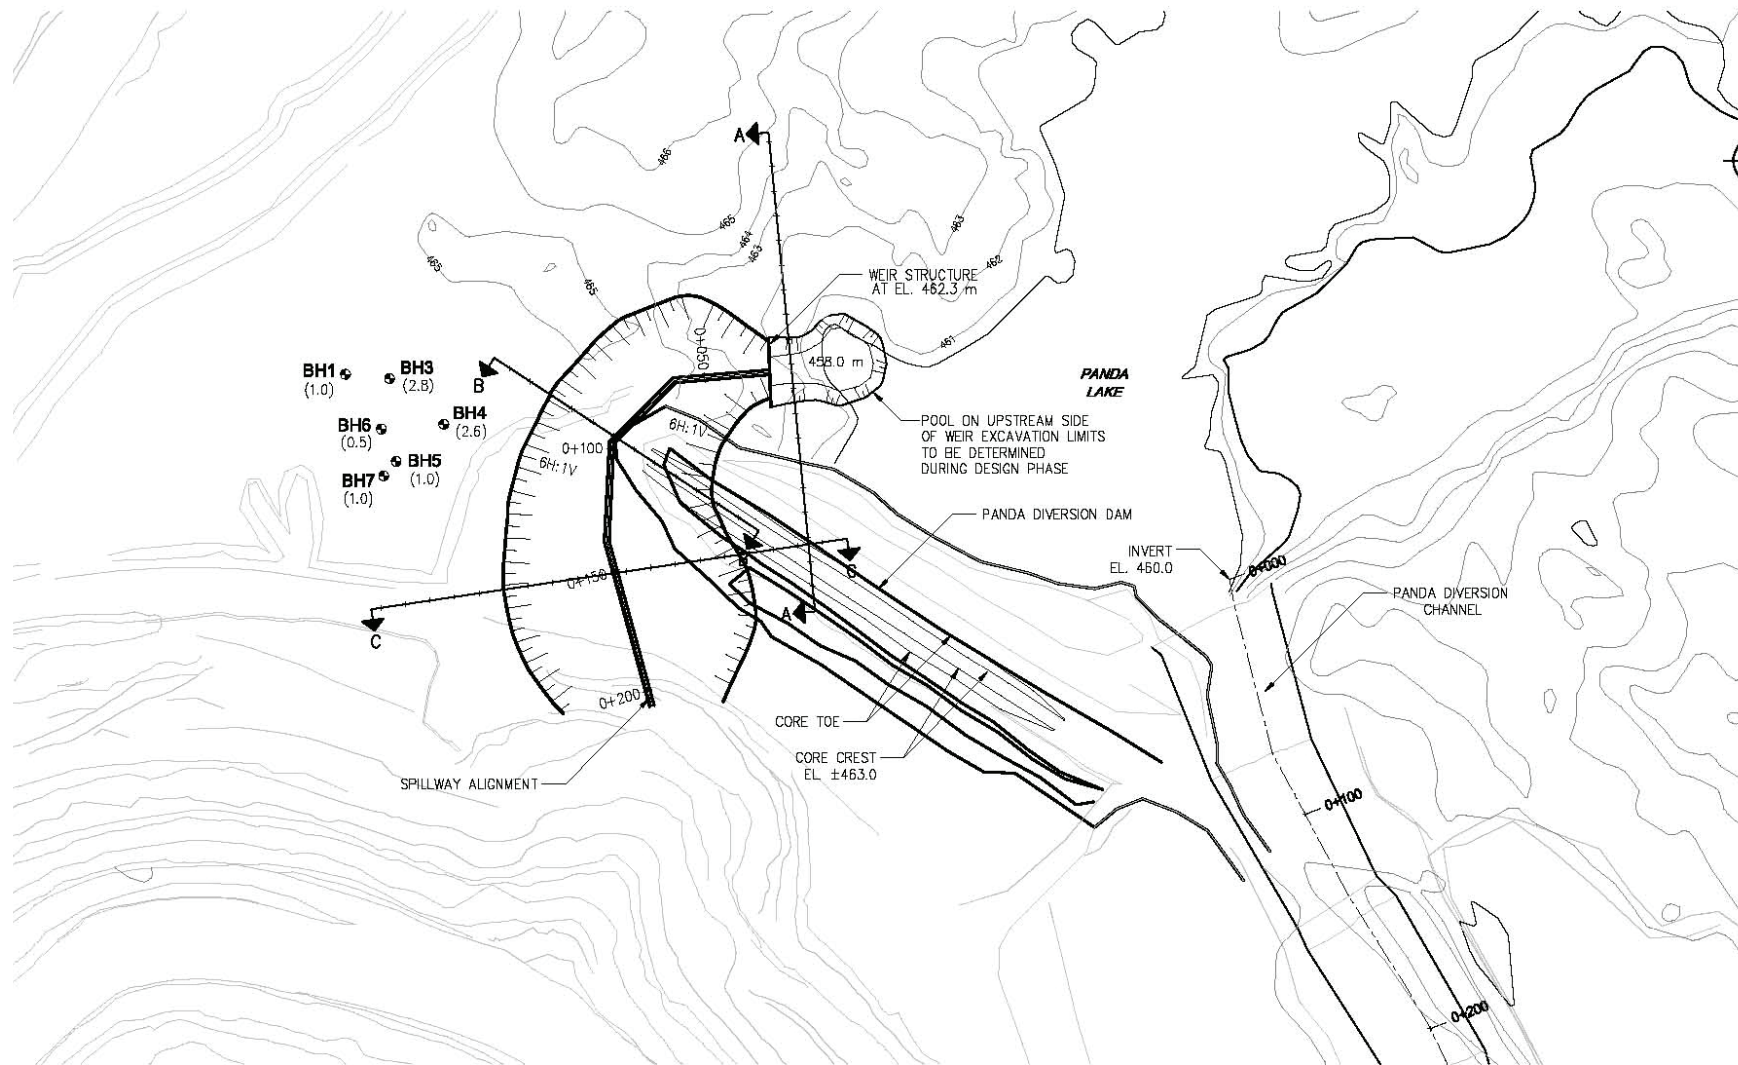 A
466
465
464
463
463
462
461
465
465
WEIR STRUCTURE
AT EL. 462.3 m
0+050
458.0 m
PANDA
LAKE
BH1
(1.0)
BH3
(2.8)
B
BH4
(2.6)
BH6
(0.5)
BH5
(1.0)
BH7
(1.0)
6H:1V
0+100
6H:1V
POOL ON UPSTREAM SIDE
OF WEIR EXCAVATION LIMITS
TO BE DETERMINED
DURING DESIGN PHASE
PANDA DIVERSION DAM
B
C
INVERT
EL. 460.0
0+000
0+150
PANDA DIVERSION
CHANNEL
A
C
0+200
CORE TOE
CORE CREST
EL ±463.0
SPILLWAY ALIGNMENT
0+100
0+200